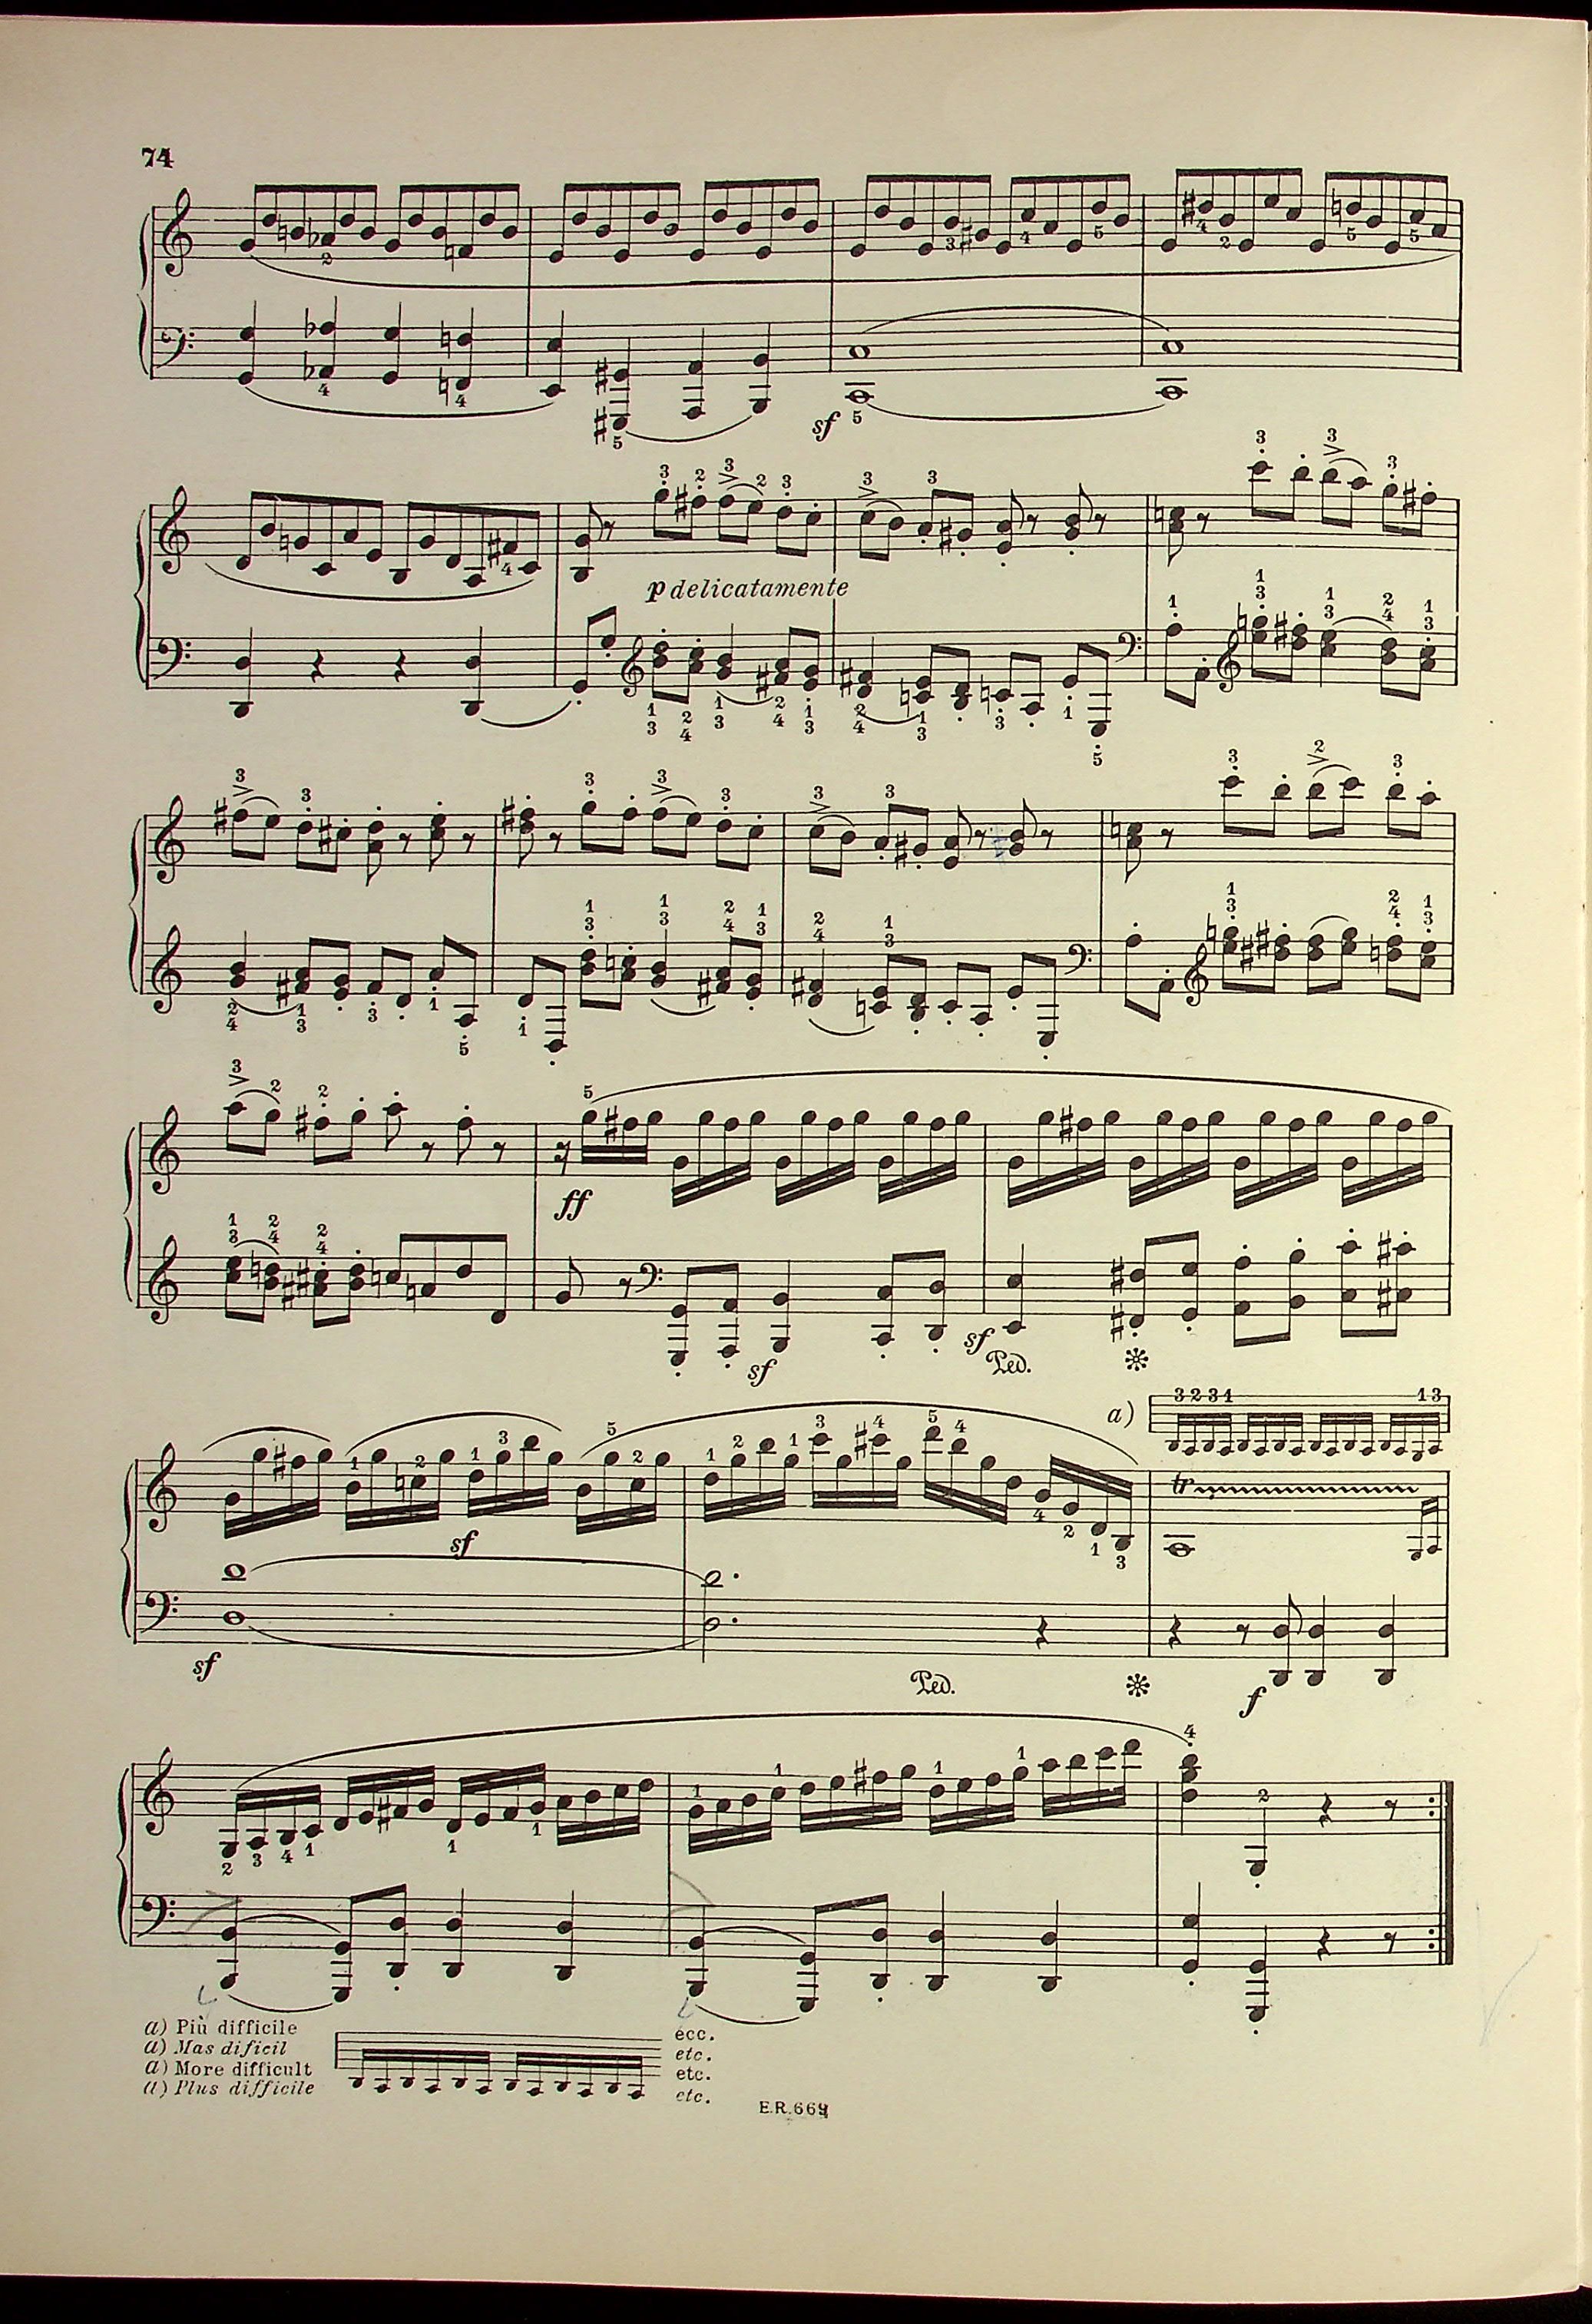 74
sf
p delicatamente
ff
sf
sf
Ped.
a)
sf
tr
sf
Ped.
f
a) Più difficile
a) Mas dificil
a) More difficult
a) Plus difficile
ecc.
etc.
etc.
etc.
E.R.669